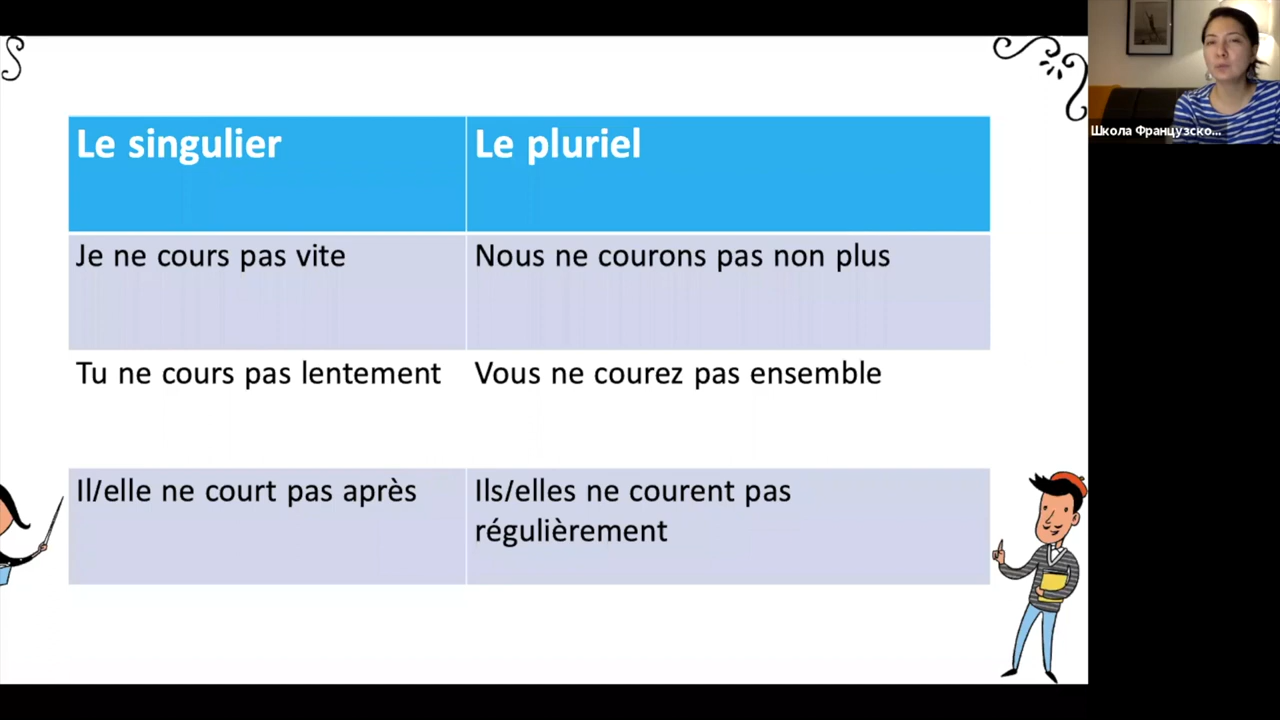 Le singulier
Le pluriel
Je ne cours pas vite
Nous ne courons pas non plus
Tu ne cours pas lentement
Vous ne courez pas ensemble
Il/elle ne court pas après
Ils/elles ne courent pas
régulièrement
Школа Французско...